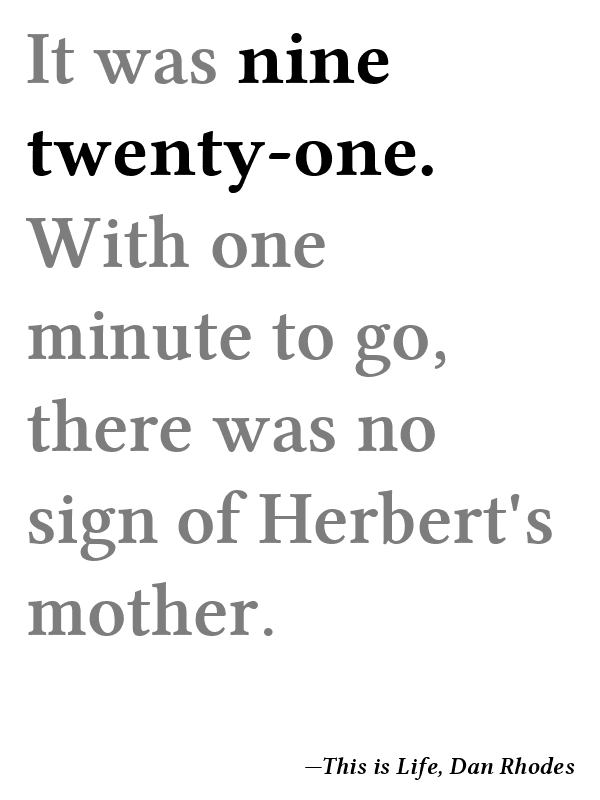 It was nine
twenty-one.
With one
minute to go,
there was no
sign of Herbert's
mother.
—This is Life, Dan Rhodes